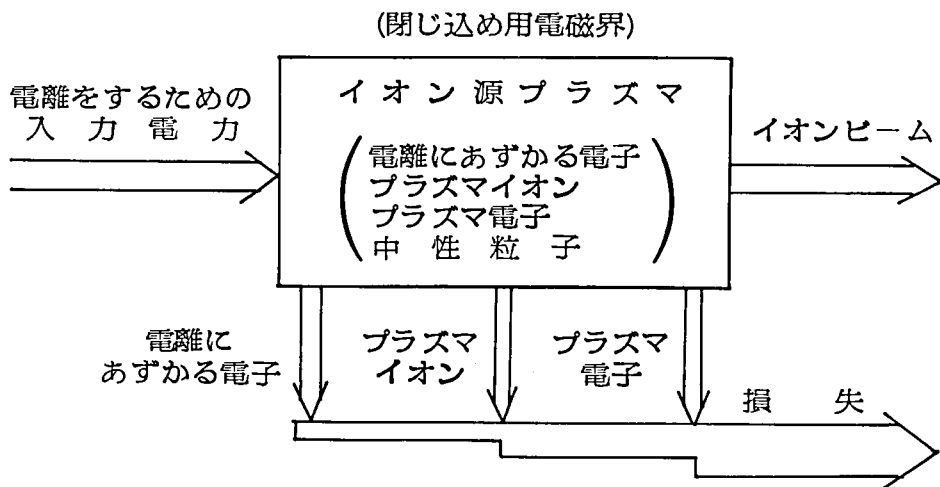 (閉じ込め用電磁界)
イオン源プラズマ
電離をするための
入力電力
イオンビーム
電離にあずかる電子
プラズマイオン
プラズマ電子
中性粒子
電離に
あずかる電子
プラズマ
イオン
プラズマ
電子
損失